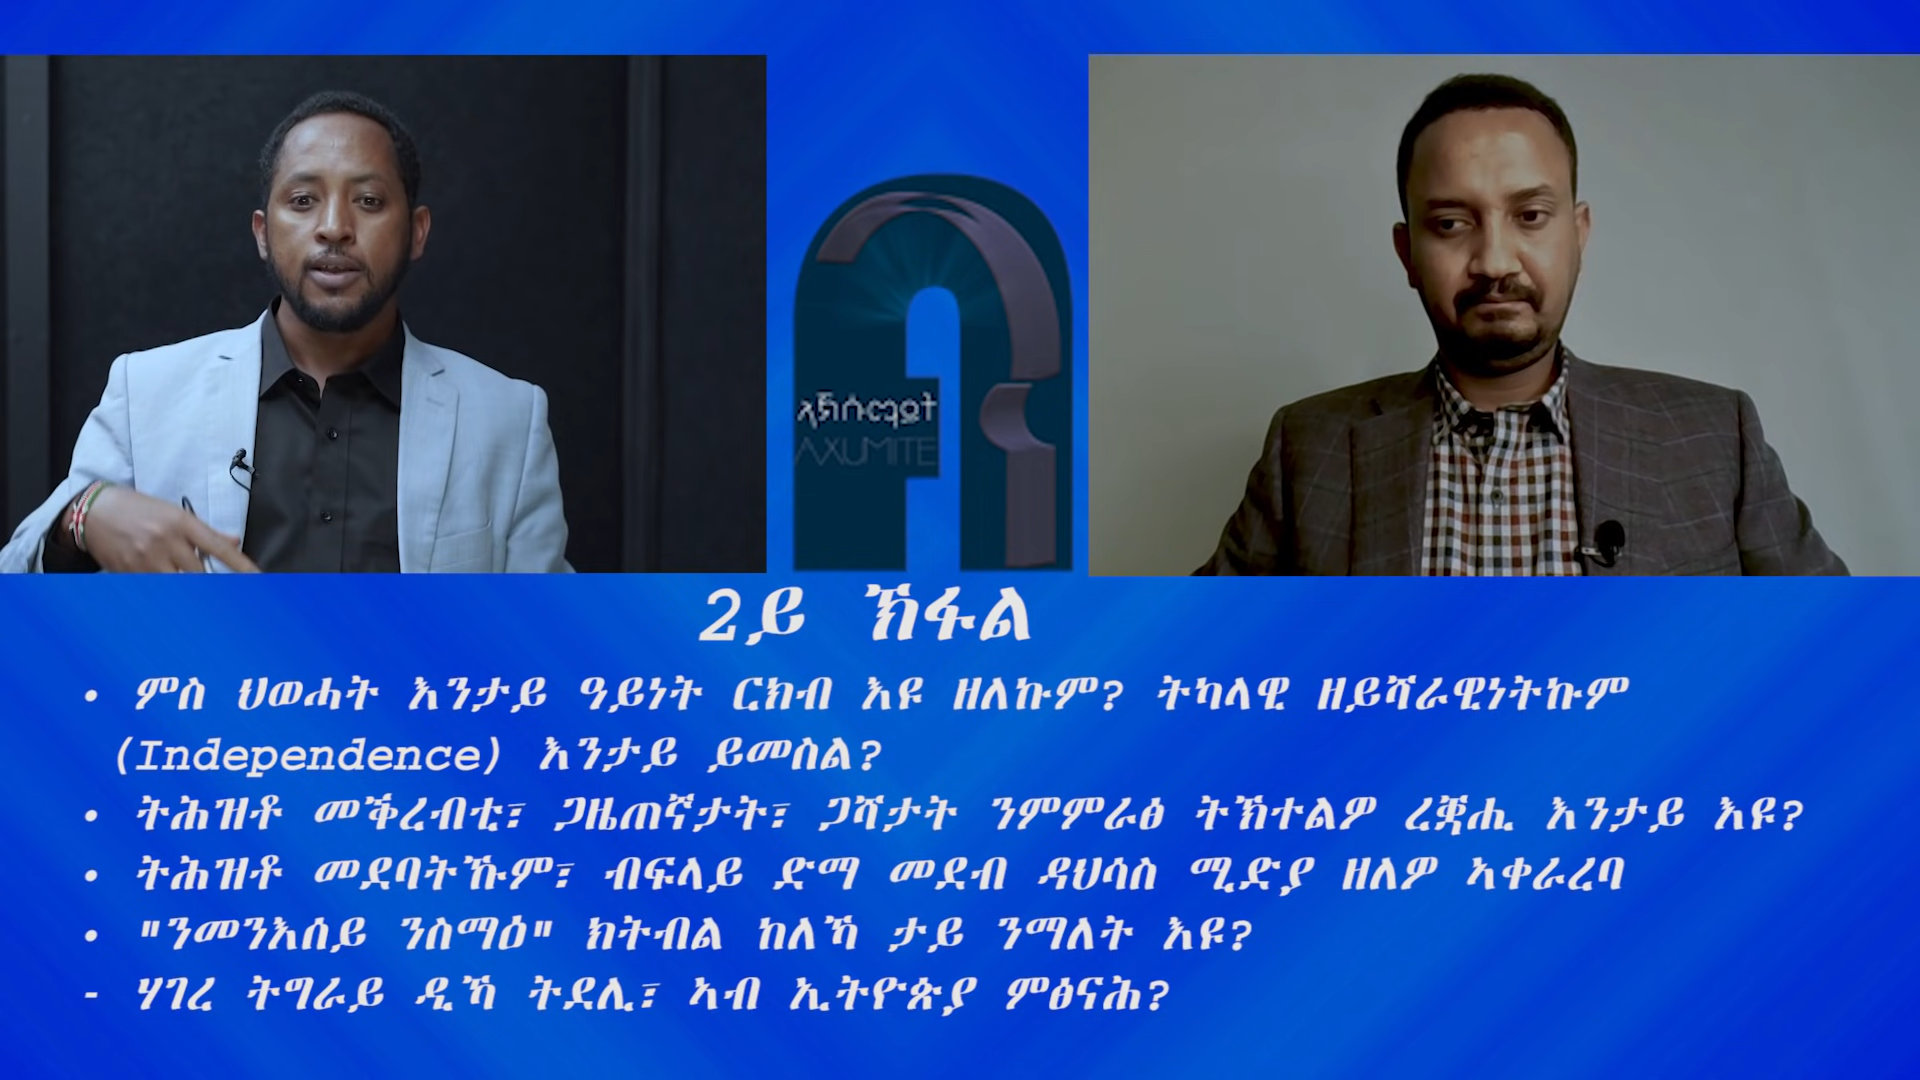 ኣኽሱማይት
AXUMITE
2ይ ኽፋል
• ምስ ህወሓት እንታይ ዓይነት ርክብ እዩ ዘለኩም? ትካላዊ ዘይሻራዊነትኩም
(Independence) እንታይ ይመስል?
• ትሕዝቶ መቕረብቲ፣ ጋዜጠኛታት፣ ጋሻታት ንምምራፅ ትኽተልዎ ረቛሒ እንታይ እዩ?
• ትሕዝቶ መደባትኹም፣ ብፍላይ ድማ መደብ ዳህሳስ ሚድያ ዘለዎ ኣቀራረባ
• "ንመንእሰይ ንስማዕ" ክትብል ከለኻ ታይ ንማለት እዩ?
- ሃገረ ትግራይ ዲኻ ትደሊ፣ ኣብ ኢትዮጵያ ምፅናሕ?